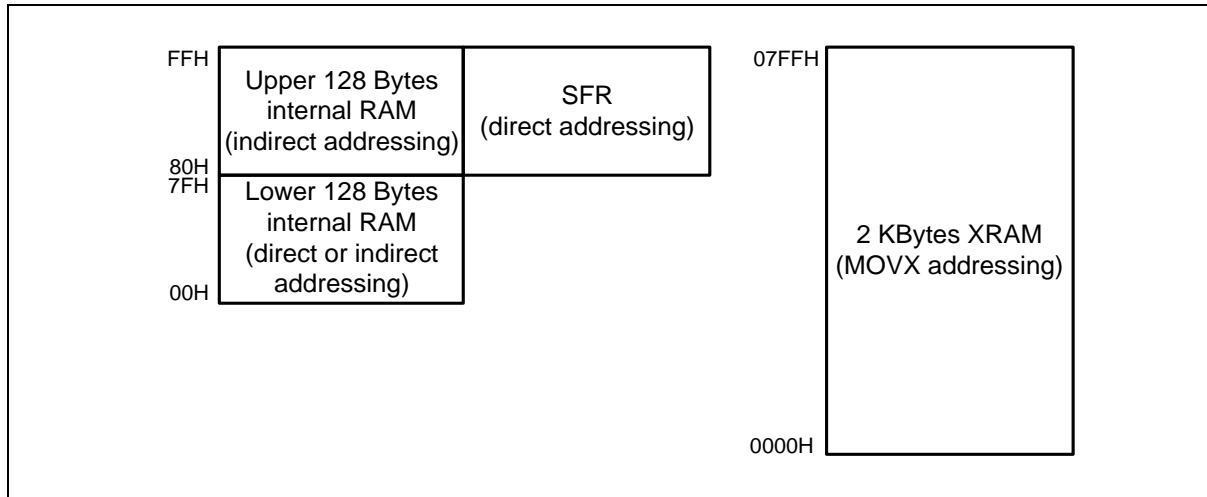 FFH
Upper 128 Bytes
internal RAM
(indirect addressing)
80H
SFR
(direct addressing)
7FH
Lower 128 Bytes
internal RAM
(direct or indirect
addressing)
00H
07FFH
2 KBytes XRAM
(MOVX addressing)
0000H